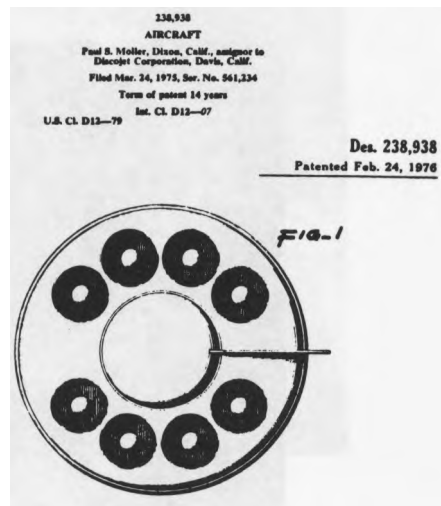 238,938
AIRCRAFT
Paul S. Moller, Dixon, Calif., assignor to
Discojet Corporation, Davis, Calif.
Filed Mar. 24, 1975, Ser. No. 561,234
Term of patent 14 years
Int. Cl. D12—07
U.S. Cl. D12—79
Des. 238,938
Patented Feb. 24, 1976
FIG-1